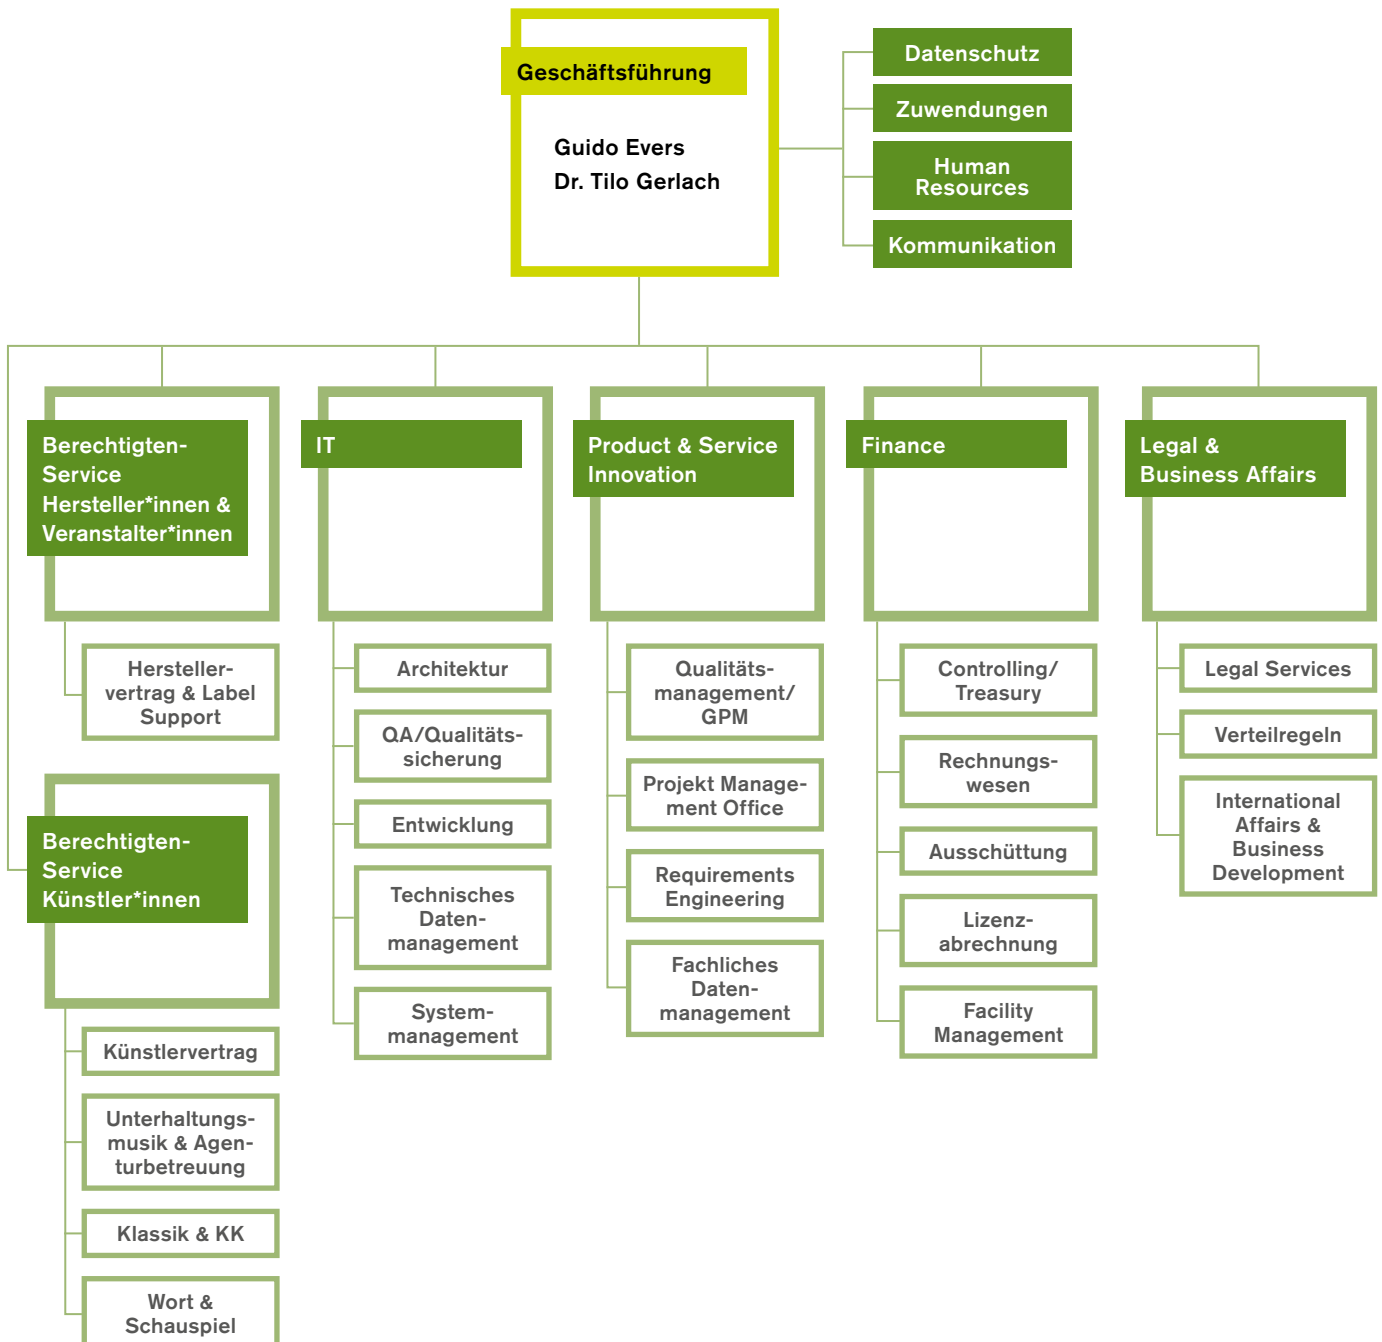 Geschäftsführung
Guido Evers
Dr. Tilo Gerlach
Datenschutz
Zuwendungen
Human
Resources
Kommunikation
Berechtigten-
Service
Hersteller*innen &
Veranstalter*innen
Hersteller-
vertrag & Label
Support
Berechtigten-
Service
Künstler*innen
Künstlervertrag
Unterhaltungs-
musik & Agen-
turbetreuung
Klassik & KK
Wort &
Schauspiel
IT
Architektur
QA/Qualitäts-
sicherung
Entwicklung
Technisches
Daten-
management
System-
management
Product & Service
Innovation
Qualitäts-
management/
GPM
Projekt Manage-
ment Office
Requirements
Engineering
Fachliches
Daten-
management
Finance
Controlling/
Treasury
Rechnungs-
wesen
Ausschüttung
Lizenz-
abrechnung
Facility
Management
Legal &
Business Affairs
Legal Services
Verteilregeln
International
Affairs &
Business
Development